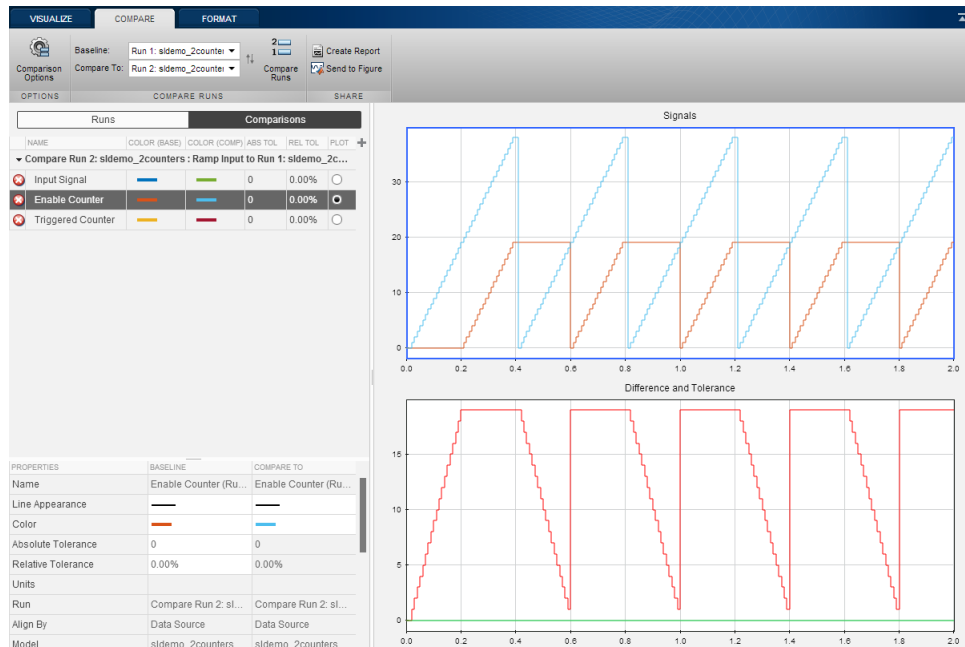 VISUALIZE COMPARE FORMAT
Baseline: Run 1: sldemo_2counter
Compare To: Run 2: sldemo_2counter
Comparison Options
2
1
Compare Runs
Create Report
Send to Figure
OPTIONS COMPARE RUNS SHARE
Runs Comparisons
NAME COLOR (BASE) COLOR (COMP) ABS TOL REL TOL PLOT
Compare Run 2: sldemo_2counters : Ramp Input to Run 1: sldemo_2c...
Input Signal 0 0.00%
Enable Counter 0 0.00%
Triggered Counter 0 0.00%
PROPERTIES BASELINE COMPARE TO
Name Enable Counter (Ru... Enable Counter (Ru...
Line Appearance
Color
Absolute Tolerance 0 0
Relative Tolerance 0.00% 0.00%
Units
Run Compare Run 2: sl... Compare Run 2: sl...
Align By Data Source Data Source
Model sldemo_2counters sldemo_2counters
Signals
30
20
10
0
0.0 0.2 0.4 0.6 0.8 1.0 1.2 1.4 1.6 1.8 2.0
Difference and Tolerance
15
10
5
0
0.0 0.2 0.4 0.6 0.8 1.0 1.2 1.4 1.6 1.8 2.0